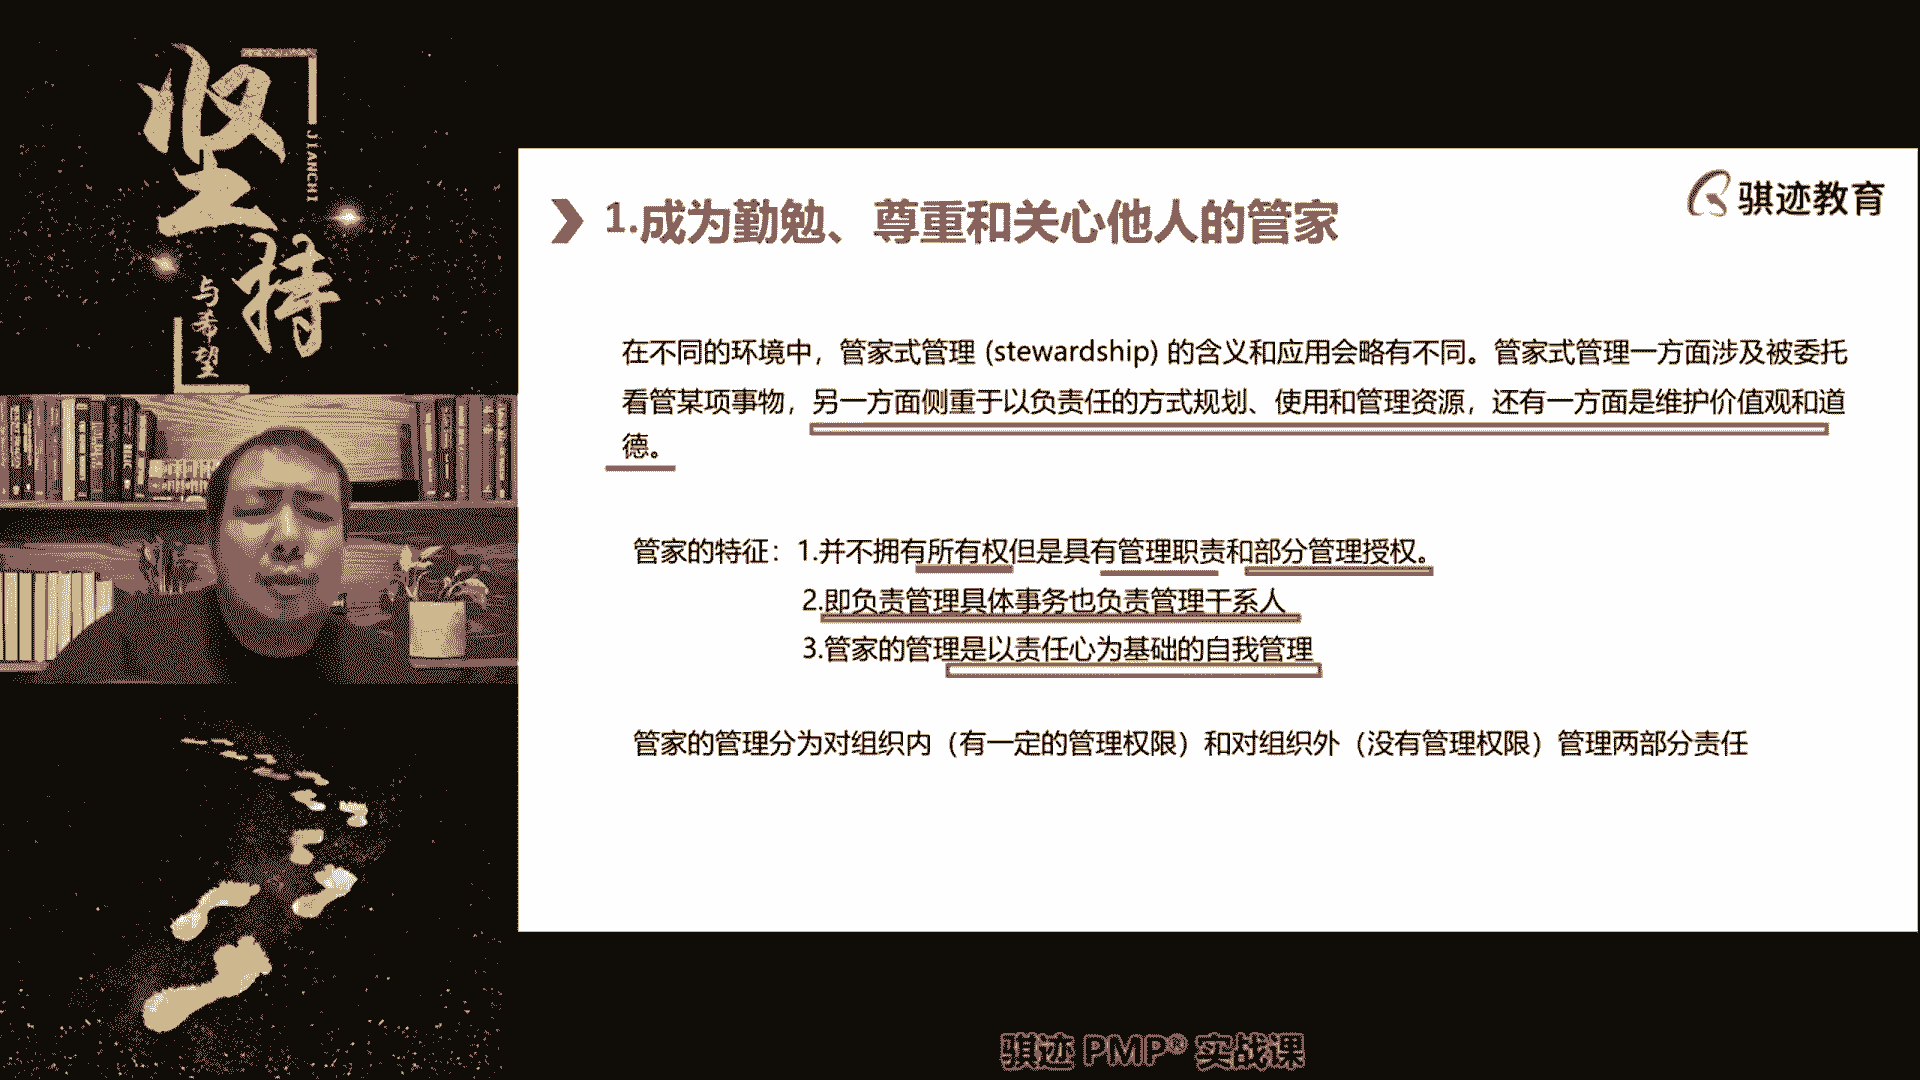 坚持
JIANCHI
与希望
骐迹教育
1.成为勤勉、尊重和关心他人的管家
在不同的环境中，管家式管理 (stewardship) 的含义和应用会略有不同。管家式管理一方面涉及被委托
看管某项事物，另一方面侧重于以负责任的方式规划、使用和管理资源，还有一方面是维护价值观和道
德。
管家的特征：1.并不拥有所有权但是具有管理职责和部分管理授权。
2.即负责管理具体事务也负责管理干系人
3.管家的管理是以责任心为基础的自我管理
管家的管理分为对组织内（有一定的管理权限）和对组织外（没有管理权限）管理两部分责任
骐迹 PMP® 实战课